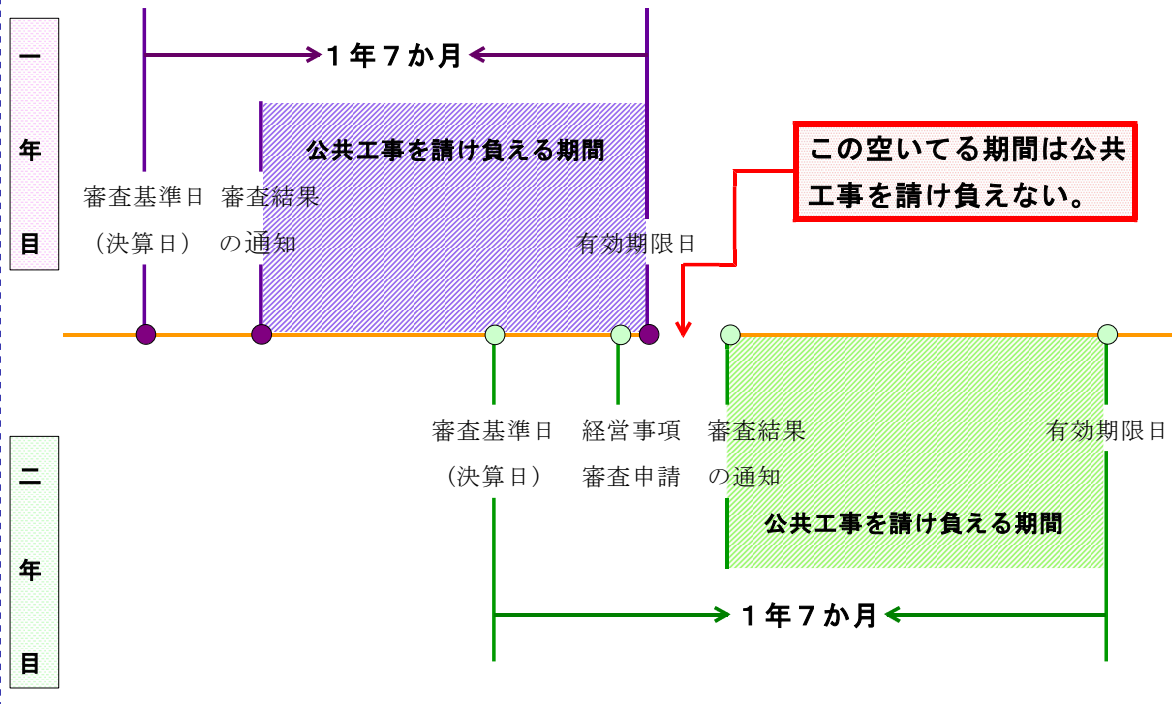 一年目
１年７か月
公共工事を請け負える期間
審査基準日
（決算日）
審査結果
の通知
有効期限日
この空いてる期間は公共
工事を請け負えない。
二年目
審査基準日
（決算日）
経営事項
審査申請
審査結果
の通知
有効期限日
公共工事を請け負える期間
１年７か月